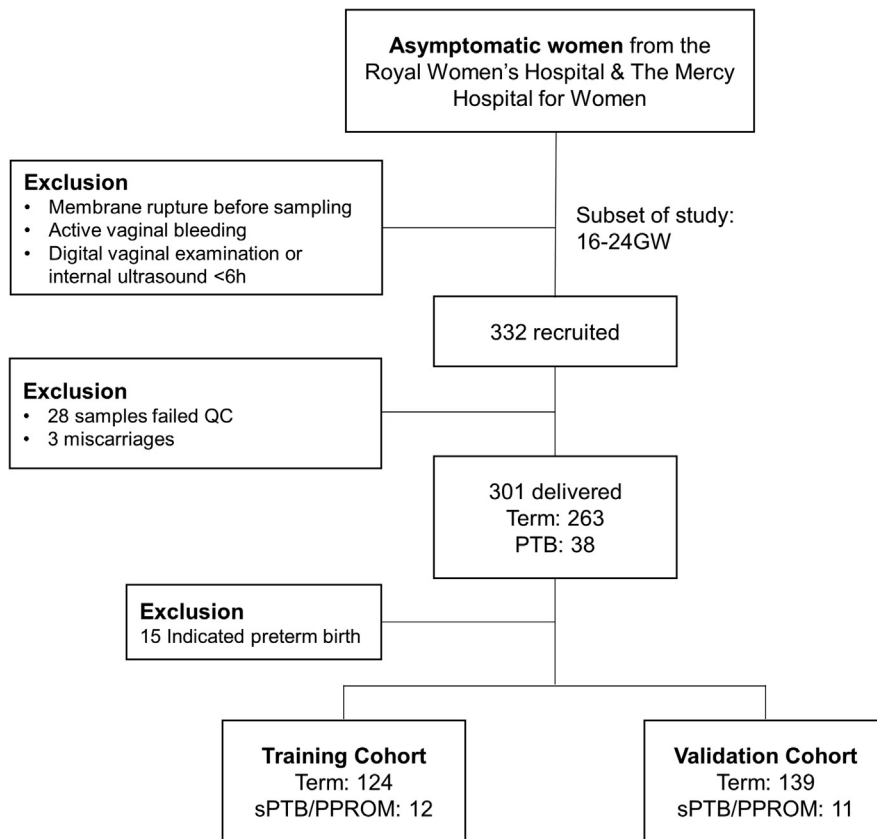 Asymptomatic women from the
Royal Women's Hospital & The Mercy
Hospital for Women
Exclusion
• Membrane rupture before sampling
• Active vaginal bleeding
• Digital vaginal examination or
internal ultrasound <6h
Subset of study:
16-24GW
332 recruited
Exclusion
• 28 samples failed QC
• 3 miscarriages
301 delivered
Term: 263
PTB: 38
Exclusion
15 Indicated preterm birth
Training Cohort
Term: 124
sPTB/PPROM: 12
Validation Cohort
Term: 139
sPTB/PPROM: 11